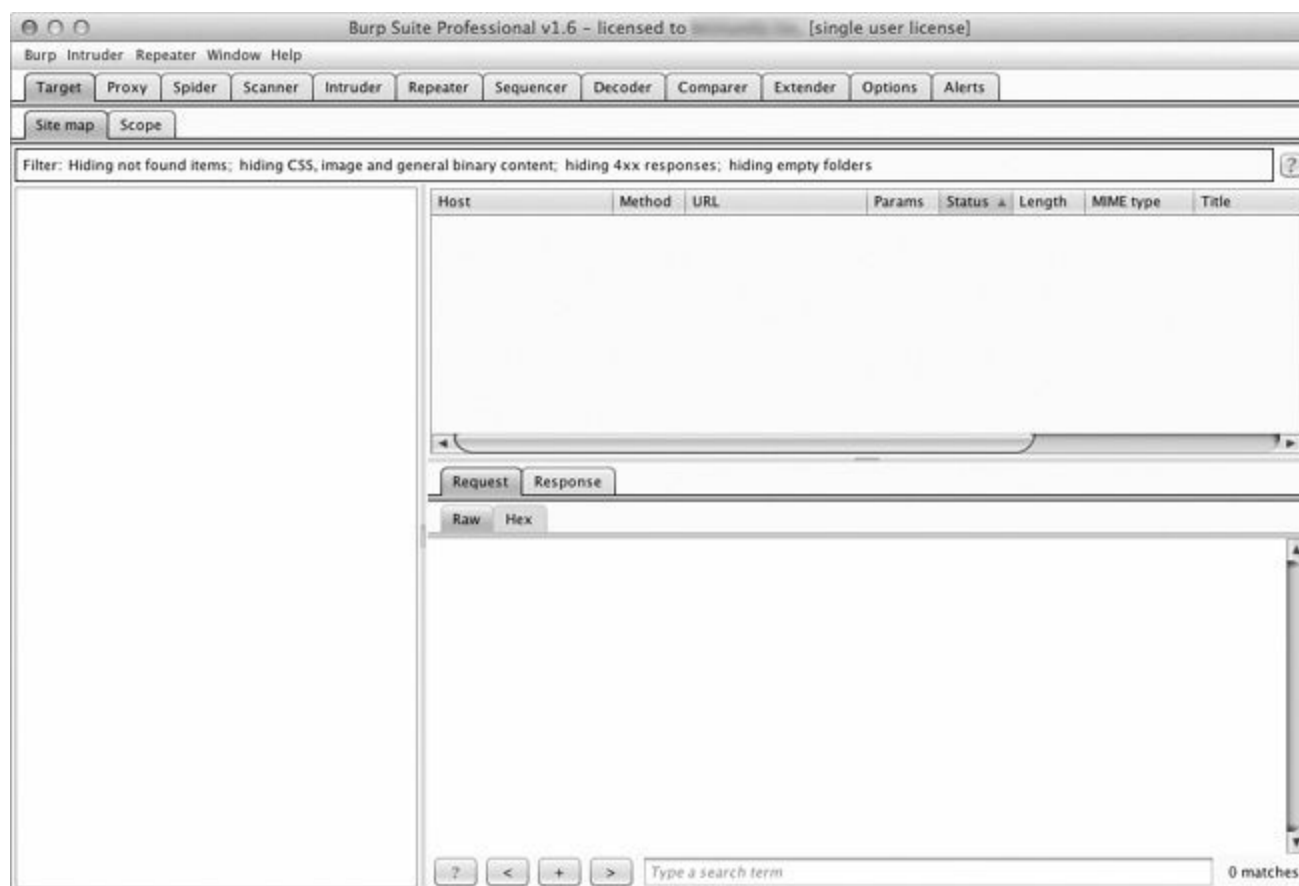 Burp Suite Professional v1.6 – licensed to [single user license]
Burp Intruder Repeater Window Help
Target Proxy Spider Scanner Intruder Repeater Sequencer Decoder Comparer Extender Options Alerts
Site map Scope
Filter: Hiding not found items; hiding CSS, image and general binary content; hiding 4xx responses; hiding empty folders
?
Host Method URL Params Status Length MIME type Title
Request Response
Raw Hex
? < + > Type a search term 0 matches